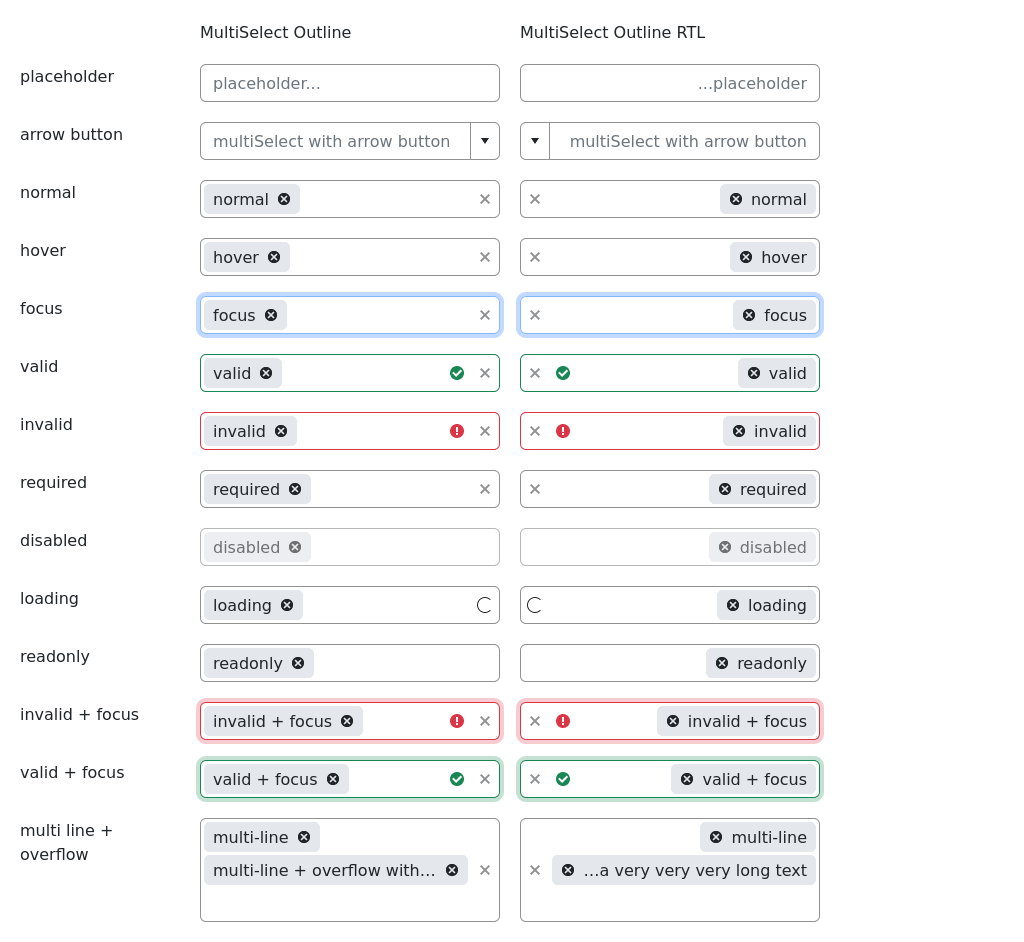 MultiSelect Outline MultiSelect Outline RTL
placeholder placeholder... ...placeholder
arrow button multiSelect with arrow button multiSelect with arrow button
normal normal normal
hover hover hover
focus focus focus
valid valid valid
invalid invalid invalid
required required required
disabled disabled disabled
loading loading loading
readonly readonly readonly
invalid + focus invalid + focus invalid + focus
valid + focus valid + focus valid + focus
multi line + multi-line multi-line
overflow multi-line + overflow with... ...a very very very long text